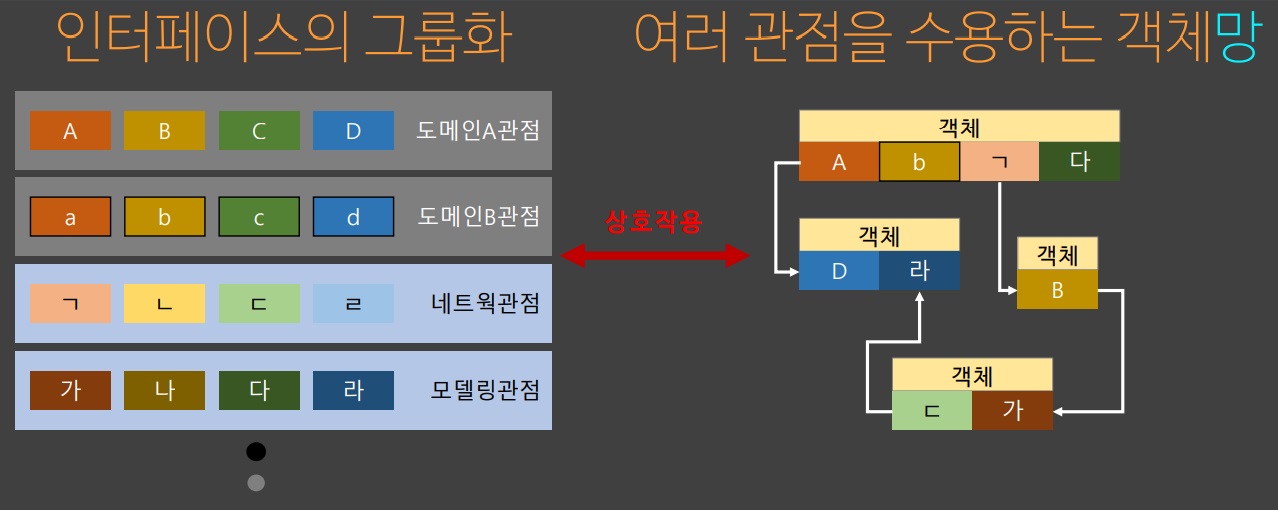 인터페이스의 그룹화
여러 관점을 수용하는 객체망
A B C D 도메인A관점
a b c d 도메인B관점
ㄱ ㄴ ㄷ ㄹ 네트웍관점
가 나 다 라 모델링관점
상호작용
객체
A b ㄱ 다
객체
D 라
객체
B
객체
ㄷ 가